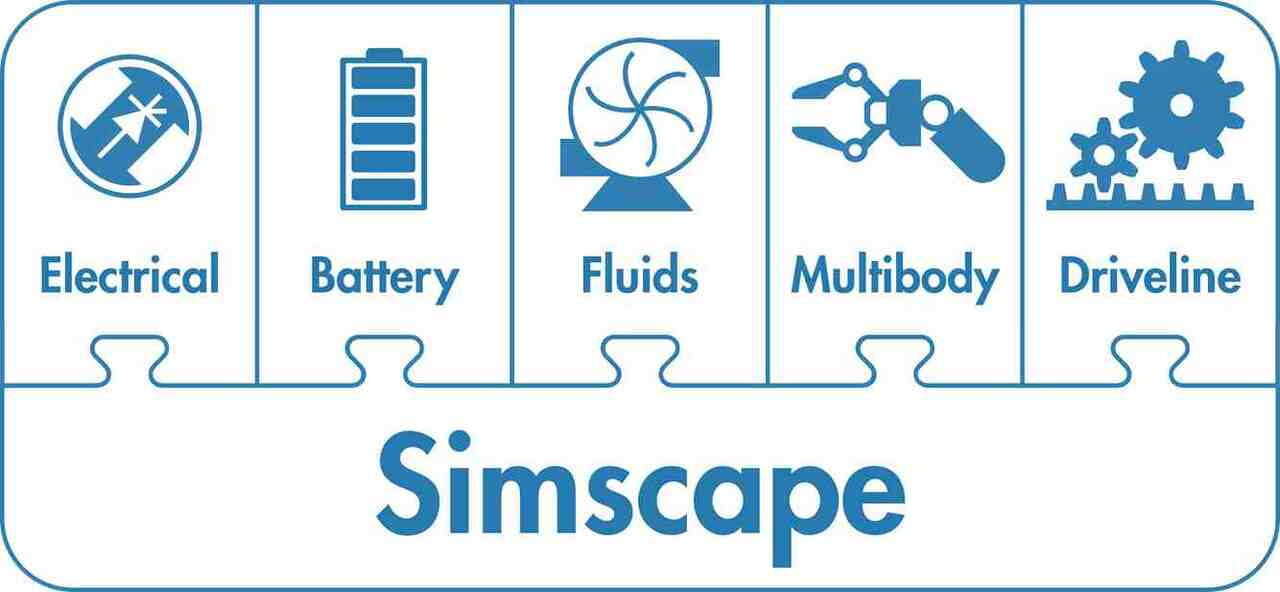 Electrical
Battery
Fluids
Multibody
Driveline
Simscape